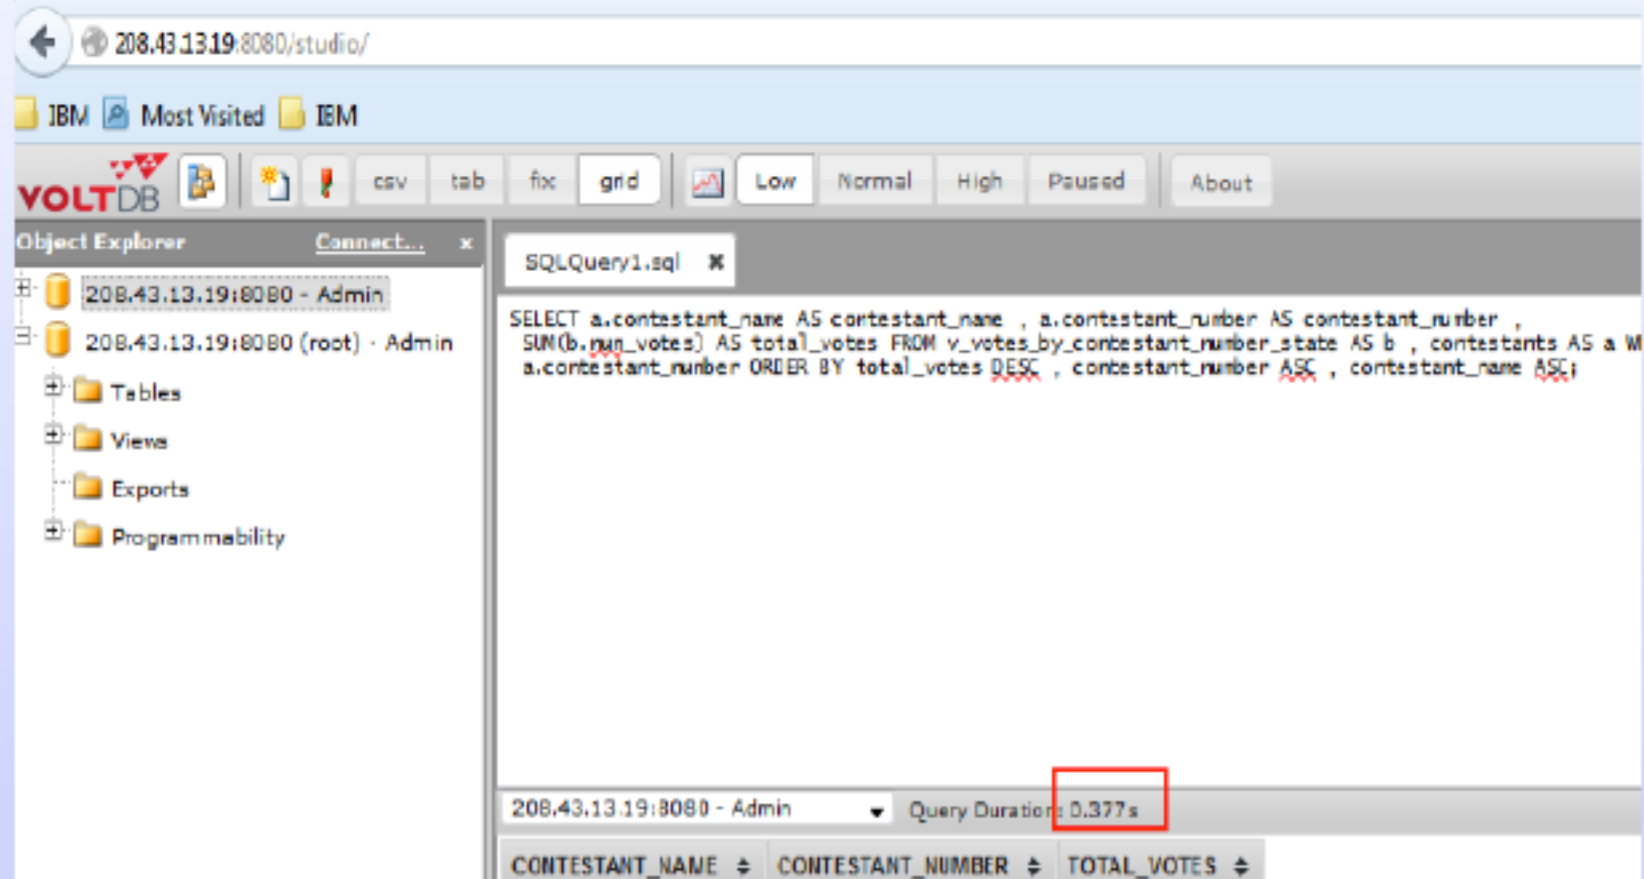 208.43.13.19:8080/studio/
IBM Most Visited IBM
VOLTDB csv tab fix grid Low Normal High Paused About
Object Explorer Connect... x
SQLQuery1.sql ✖
208.43.13.19:8080 - Admin
208.43.13.19:8080 (root) - Admin
Tables
Views
Exports
Programmability
SELECT a.contestant_name AS contestant_name , a.contestant_number AS contestant_number ,
SUM(b.num_votes) AS total_votes FROM v_votes_by_contestant_number_state AS b , contestants AS a W
a.contestant_number ORDER BY total_votes DESC , contestant_number ASC , contestant_name ASC;
208.43.13.19:8080 - Admin Query Duration: 0.377s
CONTESTANT_NAME CONTESTANT_NUMBER TOTAL_VOTES